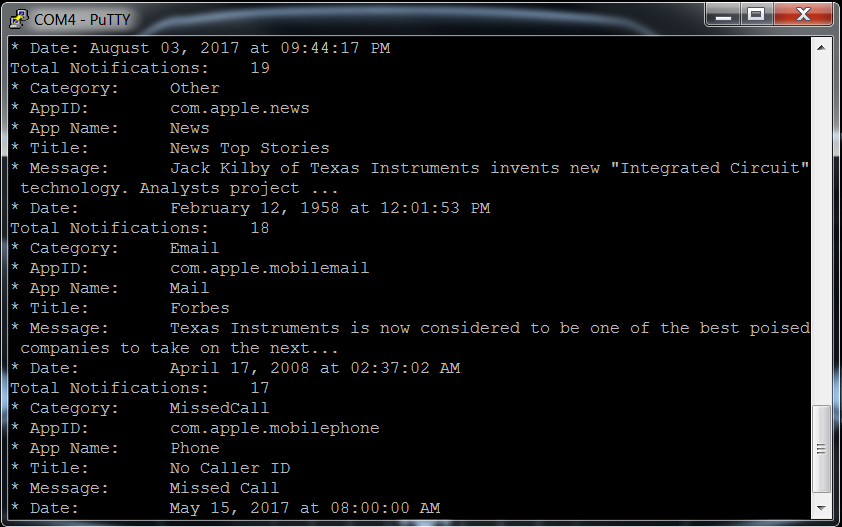 COM4 - PuTTY
* Date: August 03, 2017 at 09:44:17 PM
Total Notifications: 19
* Category: Other
* AppID: com.apple.news
* App Name: News
* Title: News Top Stories
* Message: Jack Kilby of Texas Instruments invents new "Integrated Circuit"
technology. Analysts project ...
* Date: February 12, 1958 at 12:01:53 PM
Total Notifications: 18
* Category: Email
* AppID: com.apple.mobilemail
* App Name: Mail
* Title: Forbes
* Message: Texas Instruments is now considered to be one of the best poised
companies to take on the next...
* Date: April 17, 2008 at 02:37:02 AM
Total Notifications: 17
* Category: MissedCall
* AppID: com.apple.mobilephone
* App Name: Phone
* Title: No Caller ID
* Message: Missed Call
* Date: May 15, 2017 at 08:00:00 AM